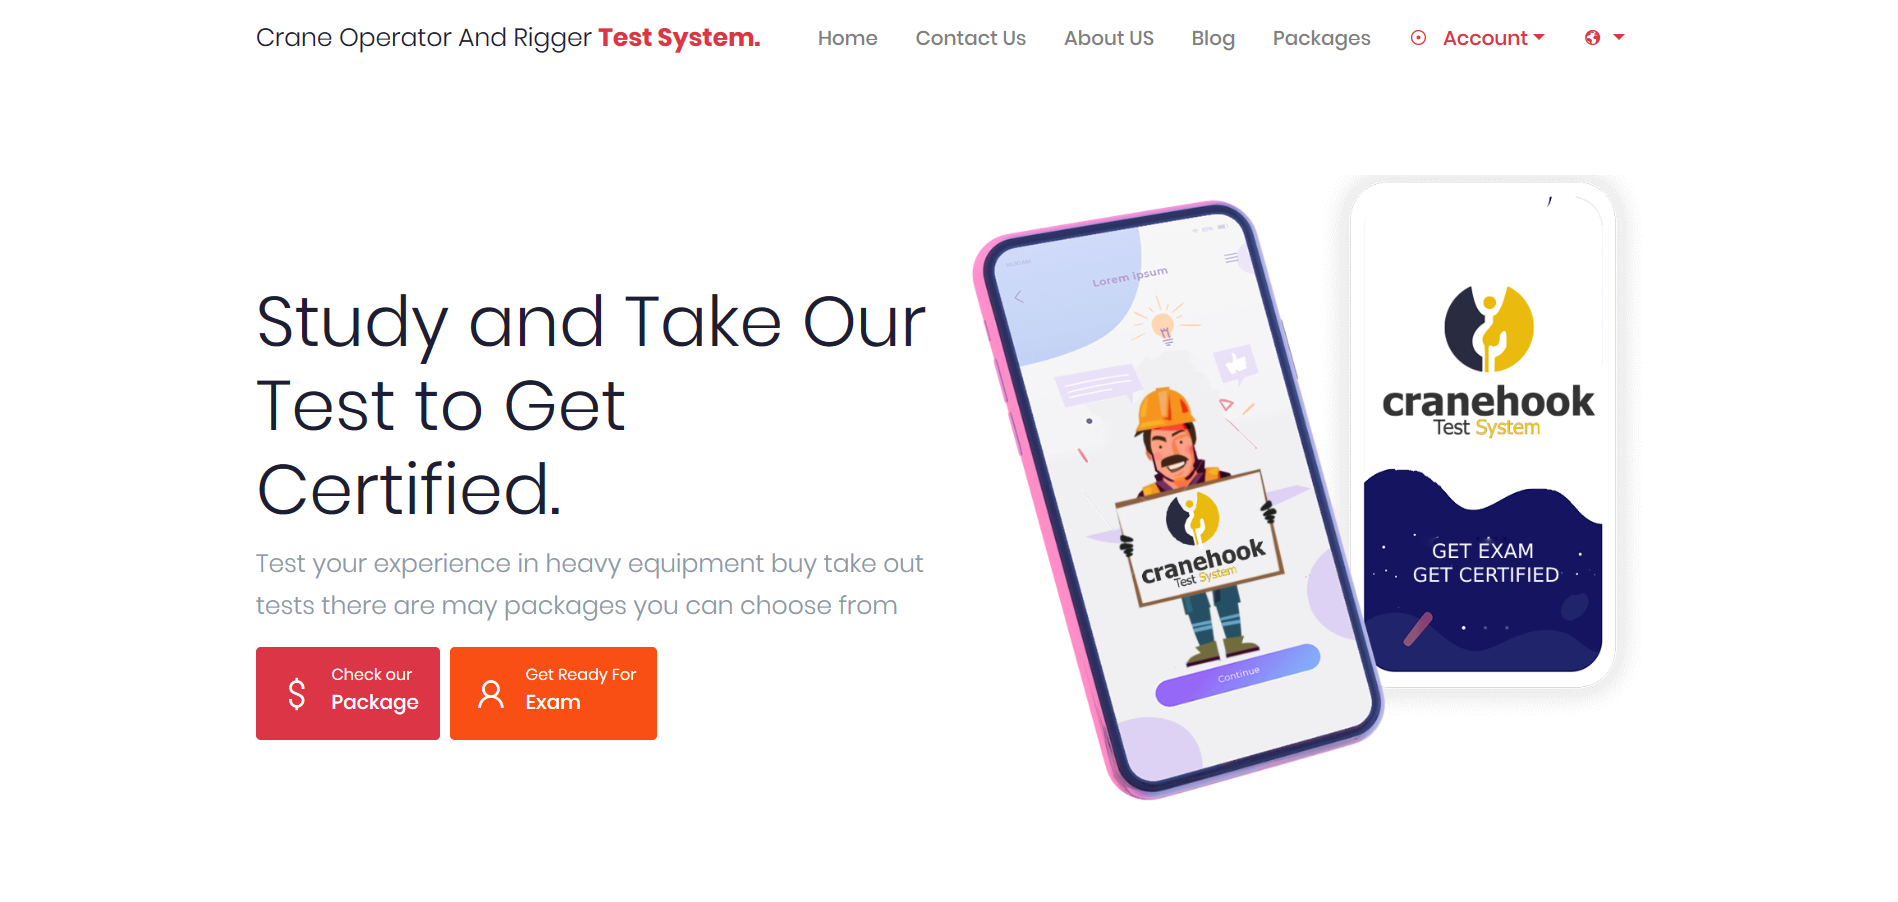 Crane Operator And Rigger Test System.
Home
Contact Us
About US
Blog
Packages
Account
Study and Take Our
Test to Get
Certified.
Test your experience in heavy equipment buy take out
tests there are may packages you can choose from
Check our
Package
Get Ready For
Exam
Lorem ipsum
cranehook
Test System
Continue
cranehook
Test System
GET EXAM
GET CERTIFIED